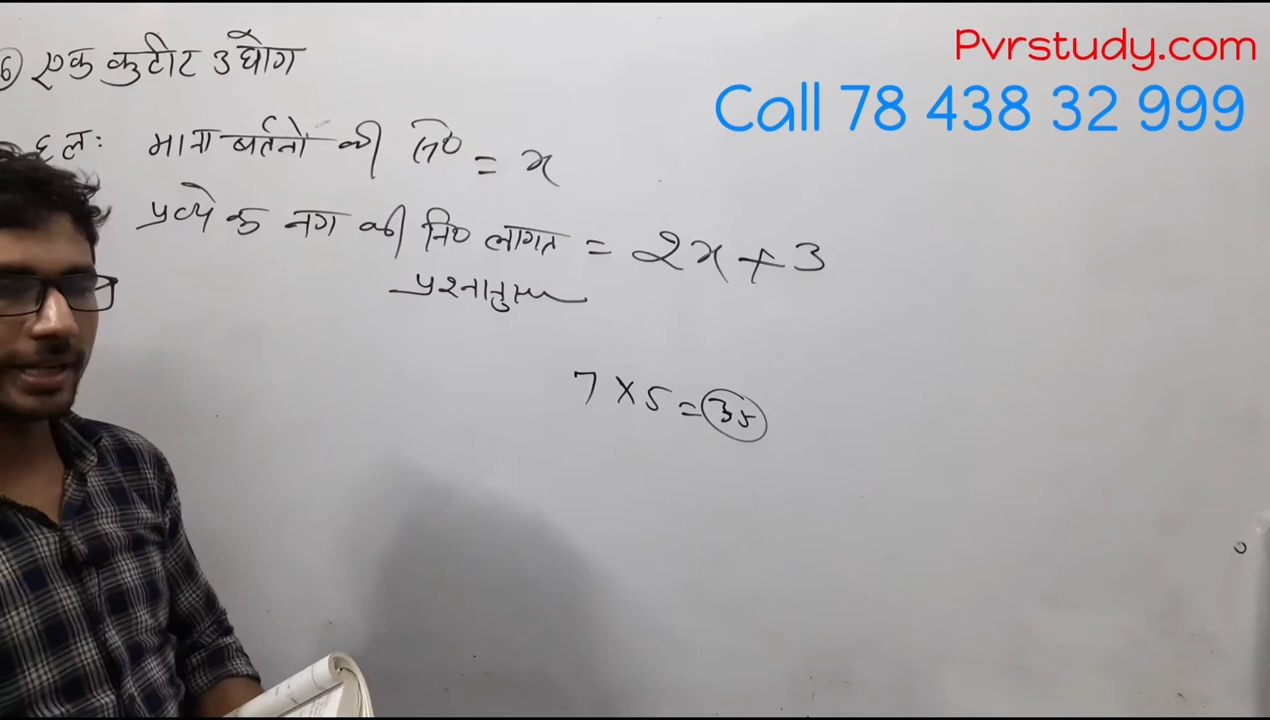 Pvrstudy.com
Call 78 438 32 999
6) एक कुटीर उद्योग
हल: माना बर्तनों की सं० = x
प्रत्येक नग की नि० लागत = 2x + 3
प्रश्नानुसार
7 × 5 = 35